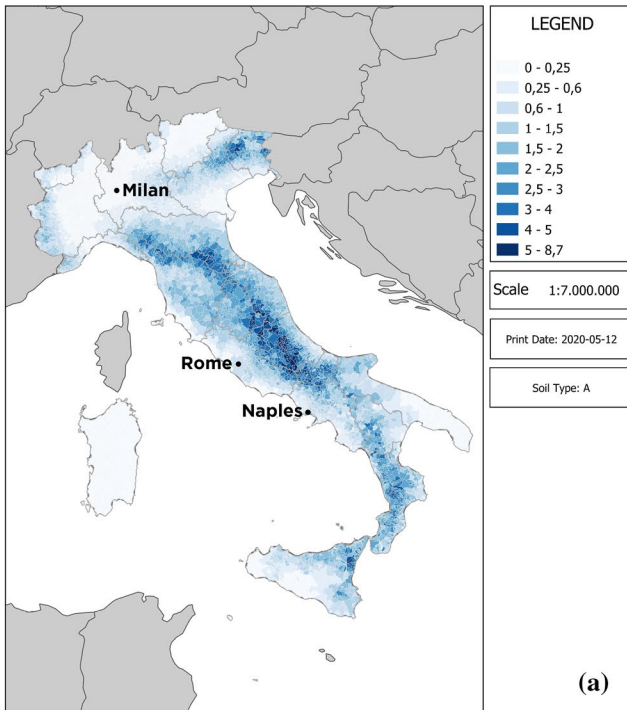 LEGEND
0 - 0,25
0,25 - 0,6
0,6 - 1
1 - 1,5
1,5 - 2
2 - 2,5
2,5 - 3
3 - 4
4 - 5
5 - 8,7
Scale 1:7.000.000
Print Date: 2020-05-12
Soil Type: A
Milan
Rome
Naples
(a)